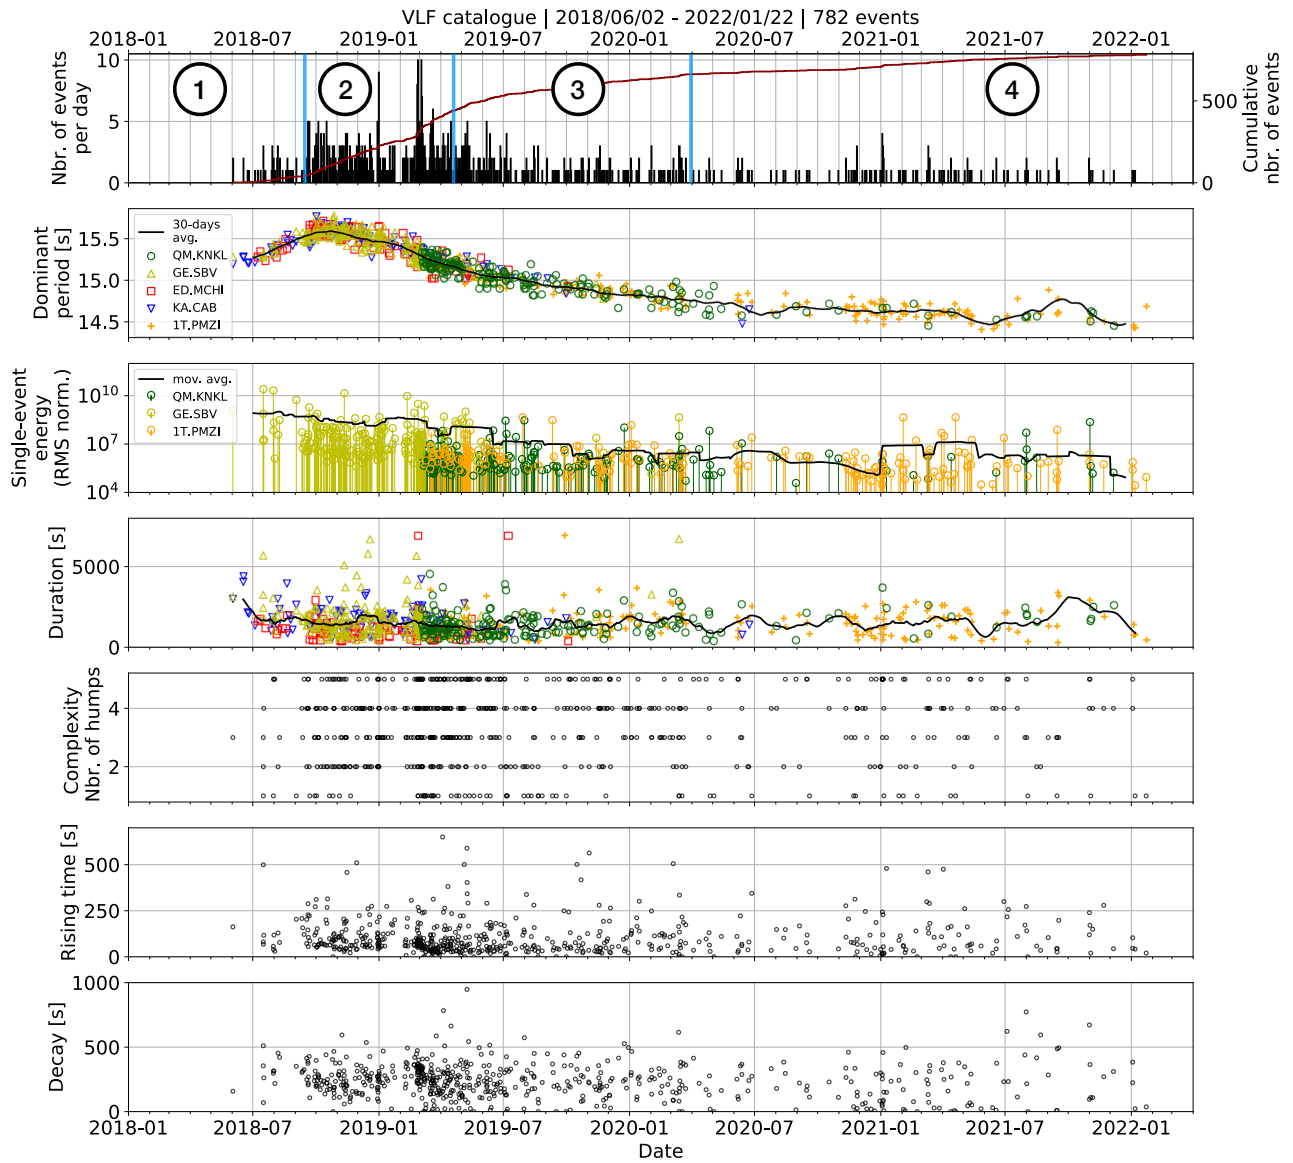 VLF catalogue | 2018/06/02 - 2022/01/22 | 782 events
2018-01 2018-07 2019-01 2019-07 2020-01 2020-07 2021-01 2021-07 2022-01
Nbr. of events
per day
10
5
0
1
2
3
4
500
0
Cumulative
nbr. of events
Dominant
period [s]
15.5
15.0
14.5
30-days
avg.
QM.KNKL
GE.SBV
ED.MCHI
KA.CAB
1T.PMZI
Single-event
energy
(RMS norm.)
10^10
10^7
10^4
mov. avg.
QM.KNKL
GE.SBV
1T.PMZI
Duration [s]
5000
0
Complexity
Nbr. of humps
4
2
Rising time [s]
500
250
0
Decay [s]
1000
500
0
2018-01 2018-07 2019-01 2019-07 2020-01 2020-07 2021-01 2021-07 2022-01
Date